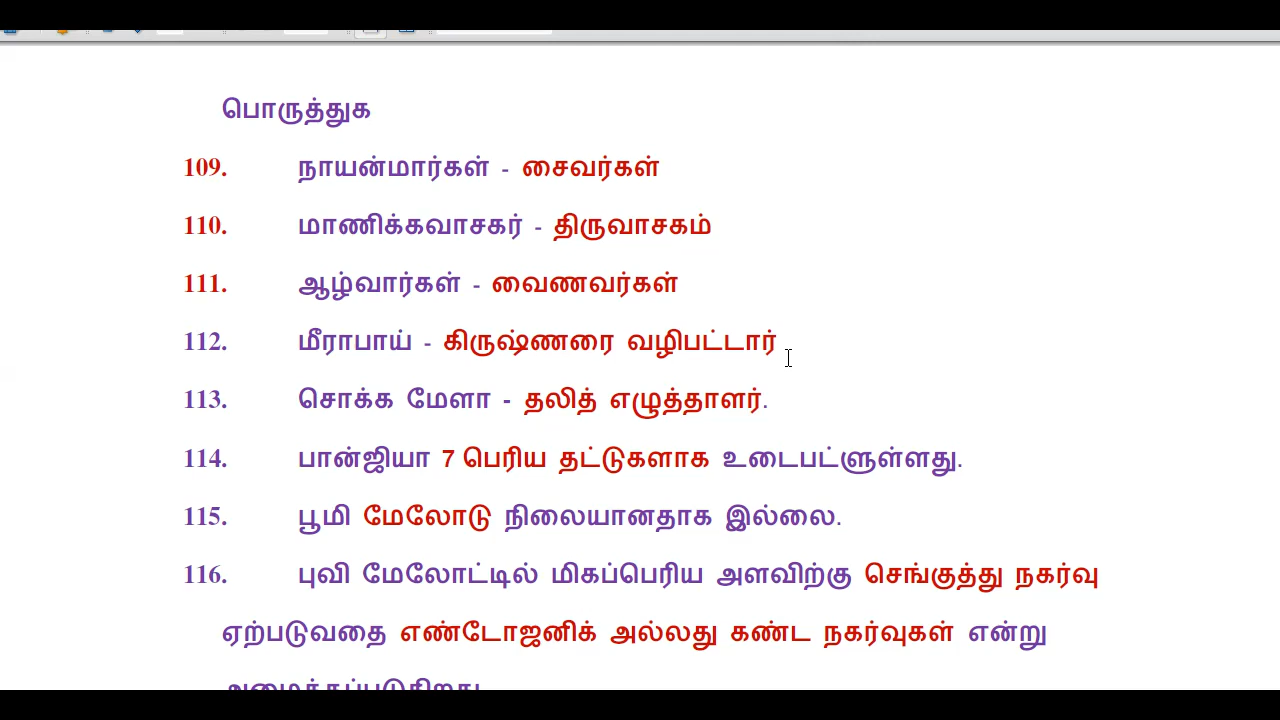 பொருத்துக
109. நாயன்மார்கள் - சைவர்கள்
110. மாணிக்கவாசகர் - திருவாசகம்
111. ஆழ்வார்கள் - வைணவர்கள்
112. மீராபாய் - கிருஷ்ணரை வழிபட்டார்
113. சொக்க மேளா - தலித் எழுத்தாளர்.
114. பான்ஜியா 7 பெரிய தட்டுகளாக உடைபட்ளுள்ளது.
115. பூமி மேலோடு நிலையானதாக இல்லை.
116. புவி மேலோட்டில் மிகப்பெரிய அளவிற்கு செங்குத்து நகர்வு
ஏற்படுவதை எண்டோஜனிக் அல்லது கண்ட நகர்வுகள் என்று